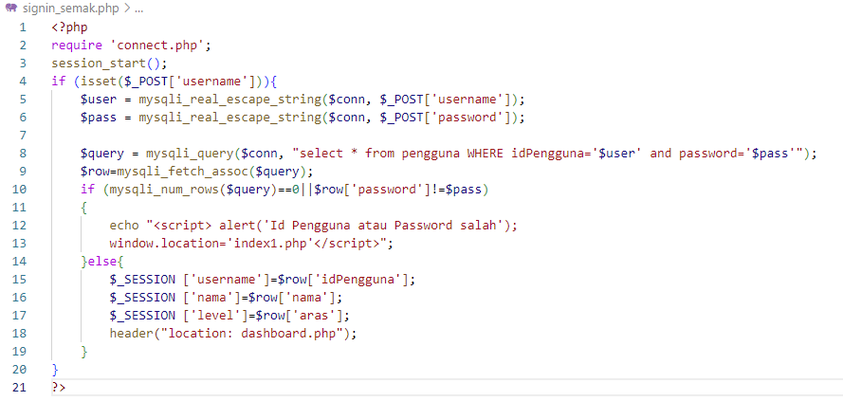 signin_semak.php > ...
1 <?php
2 require 'connect.php';
3 session_start();
4 if (isset($_POST['username'])){
5 $user = mysqli_real_escape_string($conn, $_POST['username']);
6 $pass = mysqli_real_escape_string($conn, $_POST['password']);
7
8 $query = mysqli_query($conn, "select * from pengguna WHERE idPengguna='$user' and password='$pass'");
9 $row=mysqli_fetch_assoc($query);
10 if (mysqli_num_rows($query)==0||$row['password']!=$pass)
11 {
12 echo "<script> alert('Id Pengguna atau Password salah');
13 window.location='index1.php'</script>";
14 }else{
15 $_SESSION ['username']=$row['idPengguna'];
16 $_SESSION ['nama']=$row['nama'];
17 $_SESSION ['level']=$row['aras'];
18 header("location: dashboard.php");
19 }
20 }
21 ?>